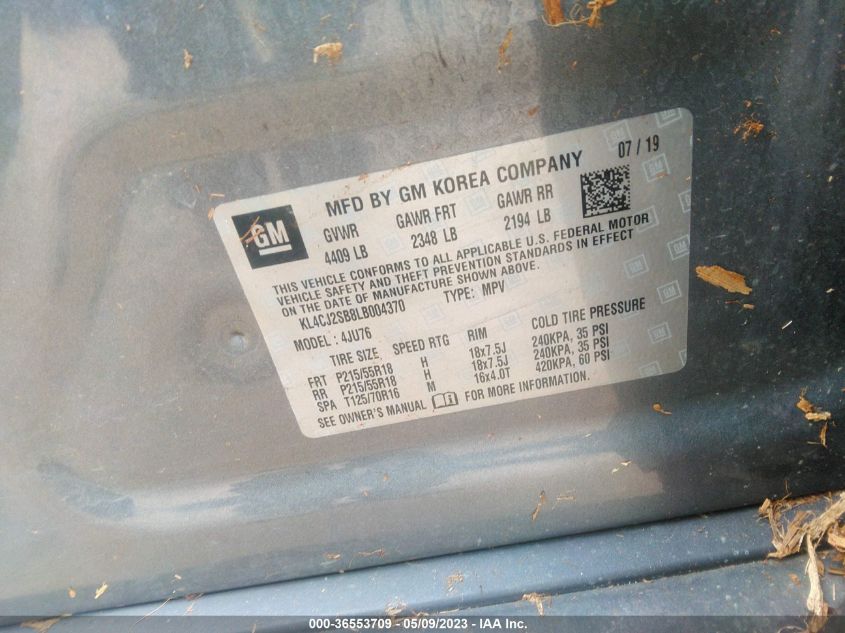 MFD BY GM KOREA COMPANY 07 / 19
GM
GVWR GAWR FRT GAWR RR
4409 LB 2348 LB 2194 LB
THIS VEHICLE CONFORMS TO ALL APPLICABLE U.S. FEDERAL MOTOR
VEHICLE SAFETY AND THEFT PREVENTION STANDARDS IN EFFECT
ON THE DATE OF MANUFACTURE SHOWN ABOVE.
KL4CJ2SB8LB004370 TYPE: MPV
MODEL: 4JU76
TIRE SIZE SPEED RTG RIM COLD TIRE PRESSURE
FRT P215/55R18 H 18x7.5J 240KPA, 35 PSI
RR P215/55R18 H 18x7.5J 240KPA, 35 PSI
SPA T125/70R16 M 16x4.0T 420KPA, 60 PSI
SEE OWNER'S MANUAL FOR MORE INFORMATION.
000-36553709 - 05/09/2023 - IAA Inc.